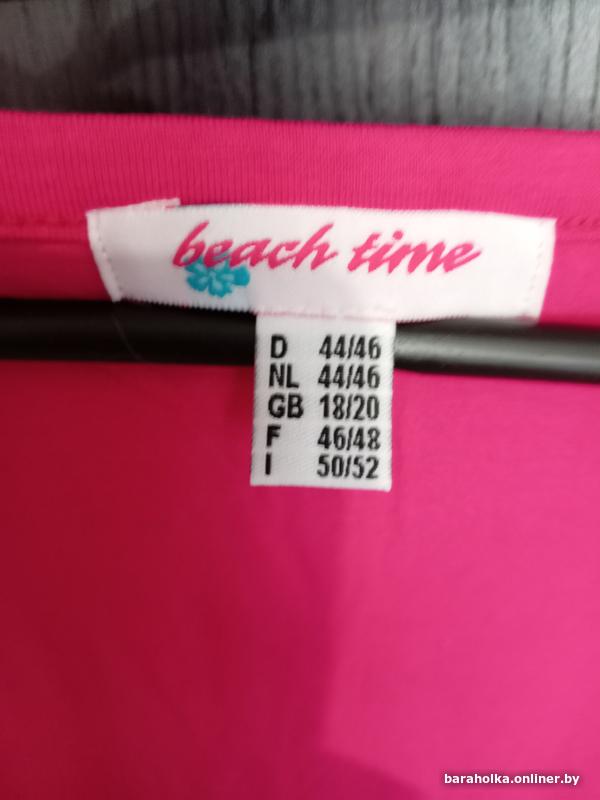 beach time
D 44/46
NL 44/46
GB 18/20
F 46/48
I 50/52
baraholka.onliner.by